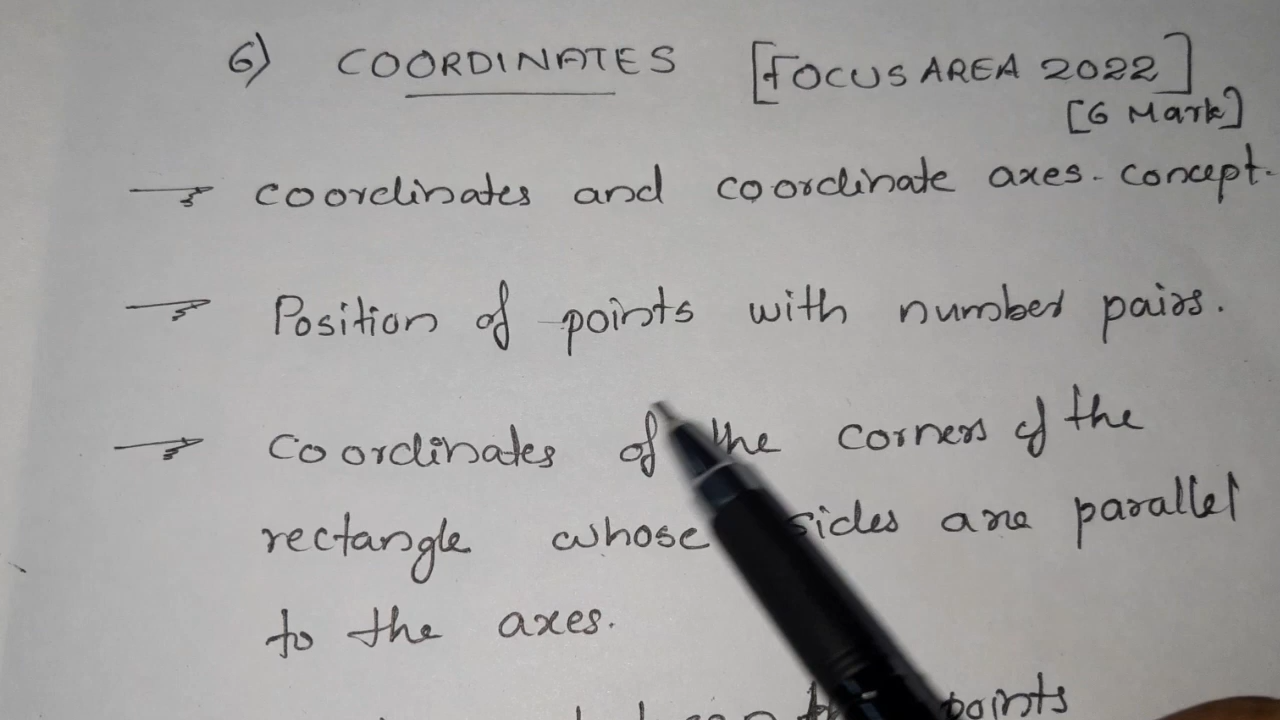 6) COORDINATES [FOCUS AREA 2022]
[6 Mark]
→ coordinates and coordinate axes. concept.
→ Position of points with number pairs.
→ Coordinates of the corners of the
rectangle whose sides are parallel
to the axes.
points